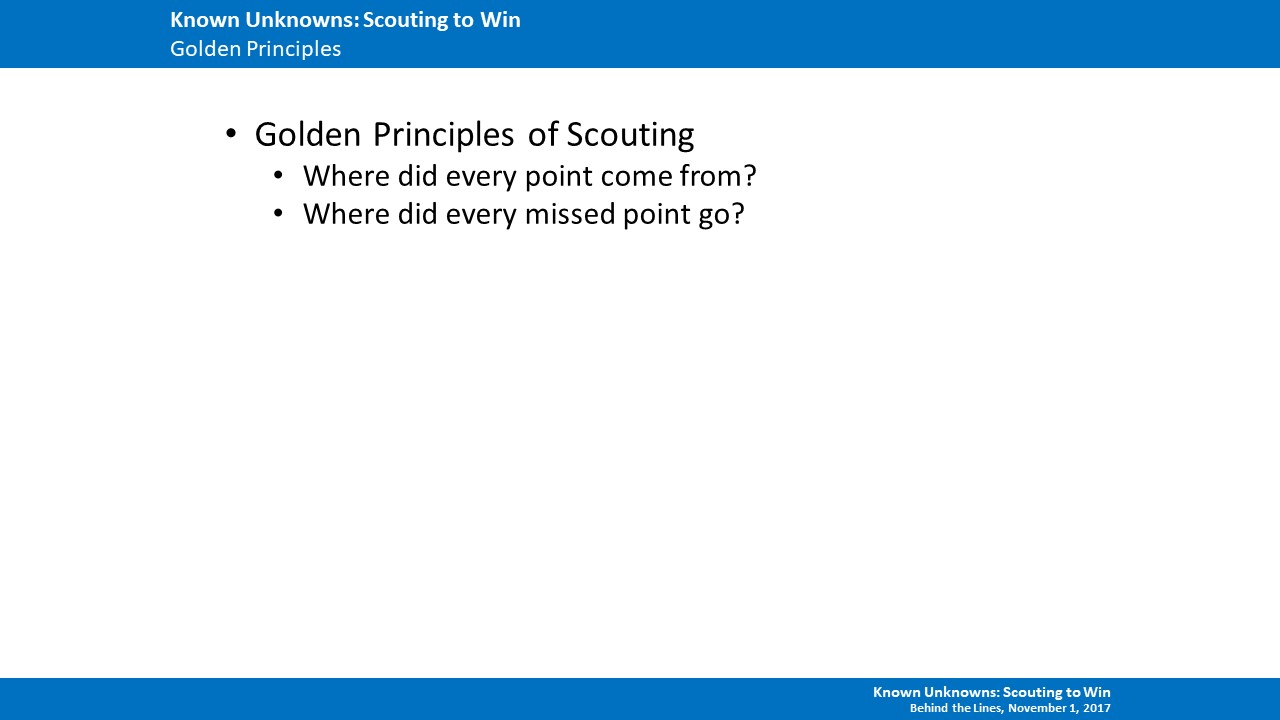 Known Unknowns: Scouting to Win
Golden Principles
• Golden Principles of Scouting
• Where did every point come from?
• Where did every missed point go?
Known Unknowns: Scouting to Win
Behind the Lines, November 1, 2017